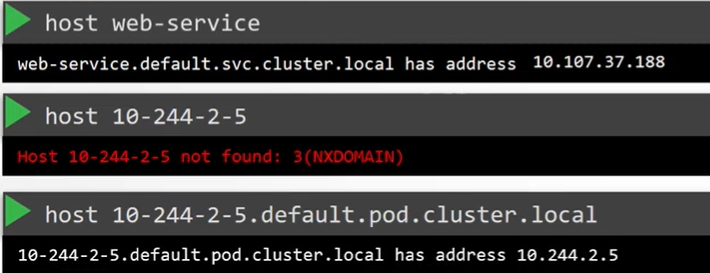 host web-service
web-service.default.svc.cluster.local has address 10.107.37.188
host 10-244-2-5
Host 10-244-2-5 not found: 3(NXDOMAIN)
host 10-244-2-5.default.pod.cluster.local
10-244-2-5.default.pod.cluster.local has address 10.244.2.5